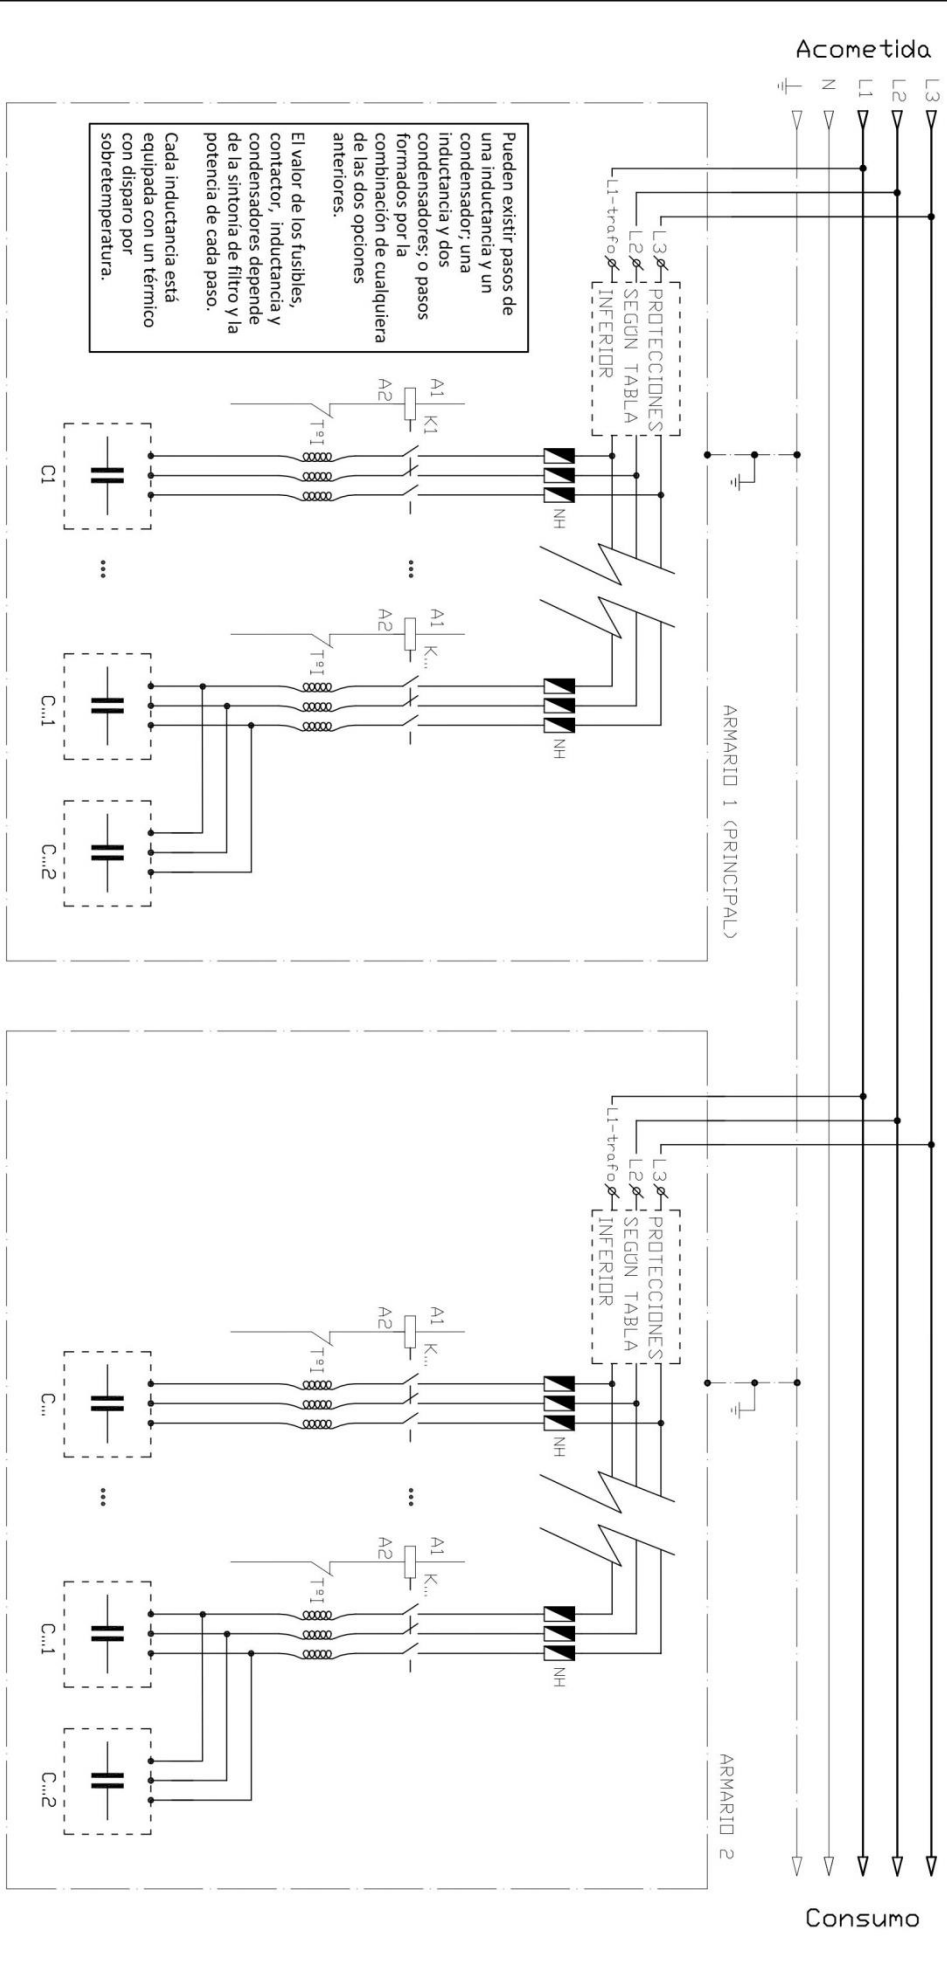 Acometida
L3
L2
L1
N
ARMARIO 1 (PRINCIPAL)
L3
L2
L1-trafo
PROTECCIONES
SEGÚN TABLA
INFERIOR
Pueden existir pasos de
una inductancia y un
condensador; una
inductancia y dos
condensadores; o pasos
formados por la
combinación de cualquiera
de las dos opciones
anteriores.
El valor de los fusibles,
contactor, inductancia y
condensadores depende
de la sintonía de filtro y la
potencia de cada paso.
Cada inductancia está
equipada con un térmico
con disparo por
sobretemperatura.
NH
A1
K1
A2
TºI
C1
...
...
NH
A1
K...
A2
TºI
C...1
C...2
ARMARIO 2
L3
L2
L1-trafo
PROTECCIONES
SEGÚN TABLA
INFERIOR
NH
A1
K...
A2
TºI
C...
...
...
NH
A1
K...
A2
TºI
C...1
C...2
Consumo